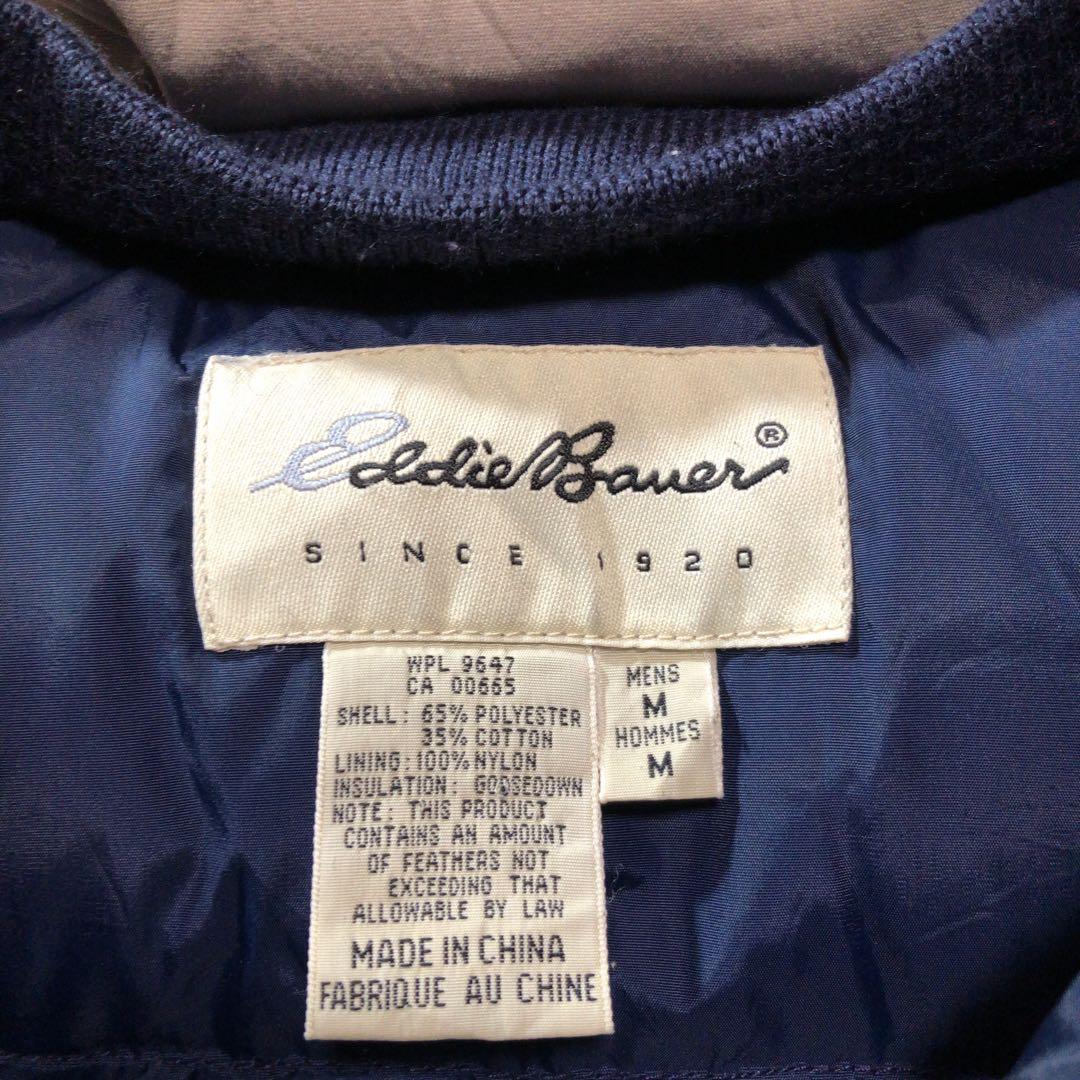 Eddie Bauer®
SINCE 1920
WPL 9647
CA 00665
SHELL: 65% POLYESTER
35% COTTON
LINING: 100% NYLON
INSULATION: GOOSEDOWN
NOTE: THIS PRODUCT
CONTAINS AN AMOUNT
OF FEATHERS NOT
EXCEEDING THAT
ALLOWABLE BY LAW
MADE IN CHINA
FABRIQUE AU CHINE
MENS
M
HOMMES
M